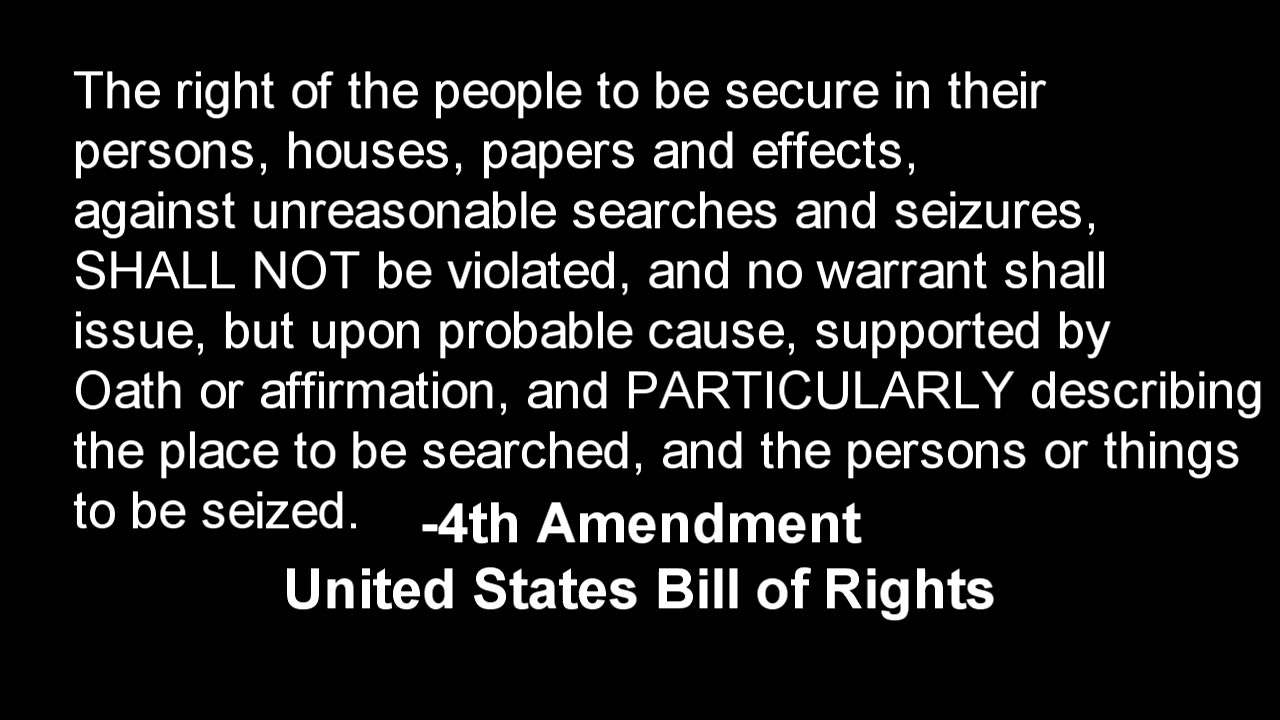 The right of the people to be secure in their
persons, houses, papers and effects,
against unreasonable searches and seizures,
SHALL NOT be violated, and no warrant shall
issue, but upon probable cause, supported by
Oath or affirmation, and PARTICULARLY describing
the place to be searched, and the persons or things
to be seized.
-4th Amendment
United States Bill of Rights